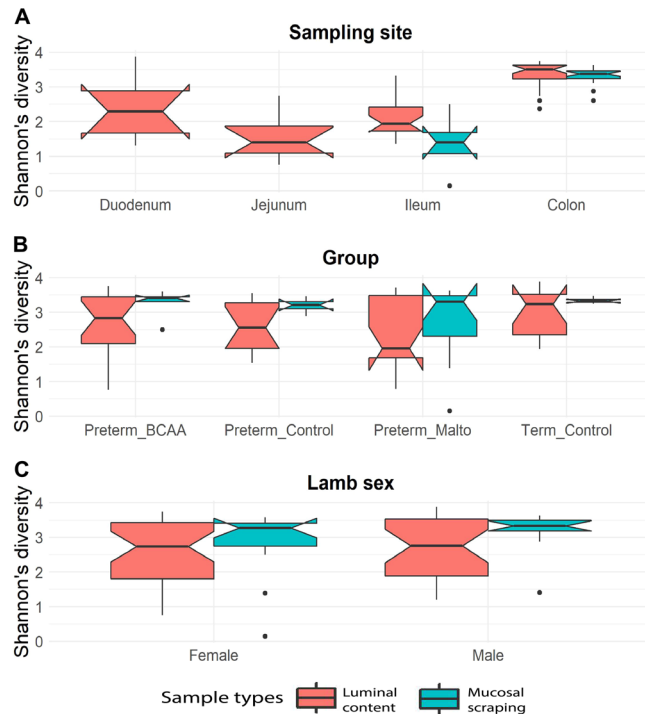 A
Sampling site
Shannon's diversity
4
3
2
1
0
Duodenum Jejunum Ileum Colon
B
Group
Shannon's diversity
4
3
2
1
0
Preterm_BCAA Preterm_Control Preterm_Malto Term_Control
C
Lamb sex
Shannon's diversity
4
3
2
1
0
Female Male
Sample types Luminal content Mucosal scraping